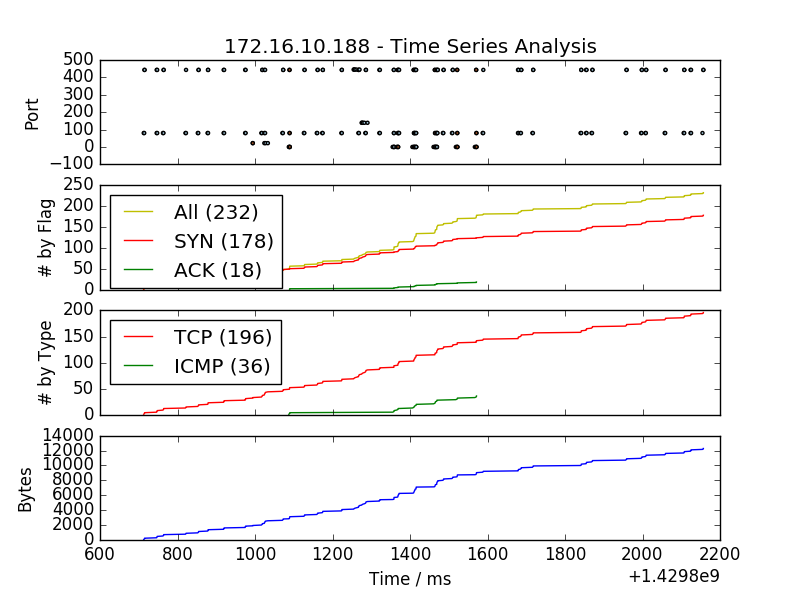 172.16.10.188 - Time Series Analysis
500
400
300
200
100
0
−100
Port
250
200
150
100
50
0
# by Flag
All (232)
SYN (178)
ACK (18)
200
150
100
50
0
# by Type
TCP (196)
ICMP (36)
14000
12000
10000
8000
6000
4000
2000
0
Bytes
600 800 1000 1200 1400 1600 1800 2000 2200
Time / ms
+1.4298e9